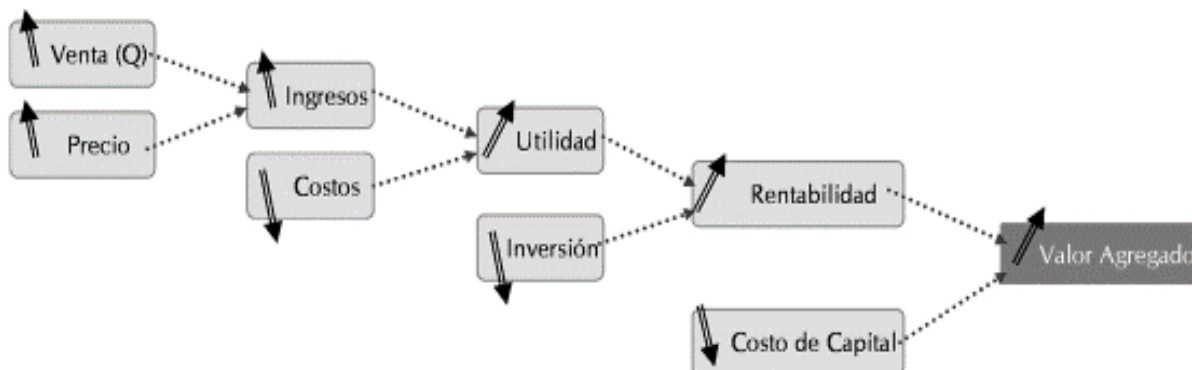 Venta (Q)
Precio
Ingresos
Costos
Utilidad
Inversión
Rentabilidad
Costo de Capital
Valor Agregado